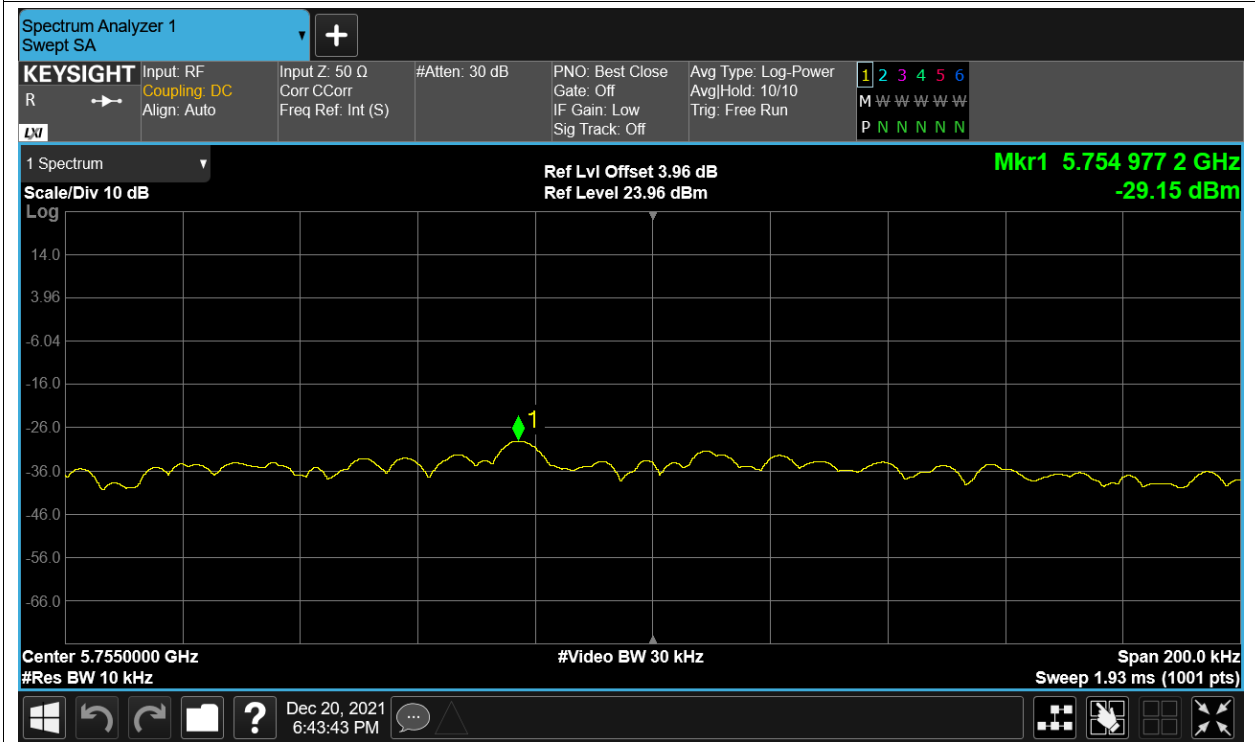 Spectrum Analyzer 1
Swept SA
+
KEYSIGHT
R
LXI
Input: RF
Coupling: DC
Align: Auto
Input Z: 50 Ω
Corr CCorr
Freq Ref: Int (S)
#Atten: 30 dB
PNO: Best Close
Gate: Off
IF Gain: Low
Sig Track: Off
Avg Type: Log-Power
Avg|Hold: 10/10
Trig: Free Run
1 2 3 4 5 6
M W W W W W
P N N N N N
1 Spectrum
Scale/Div 10 dB
Log
Ref Lvl Offset 3.96 dB
Ref Level 23.96 dBm
Mkr1 5.754 977 2 GHz
-29.15 dBm
14.0
3.96
-6.04
-16.0
-26.0
-36.0
-46.0
-56.0
-66.0
1
Center 5.7550000 GHz
#Res BW 10 kHz
#Video BW 30 kHz
Span 200.0 kHz
Sweep 1.93 ms (1001 pts)
?
Dec 20, 2021
6:43:43 PM